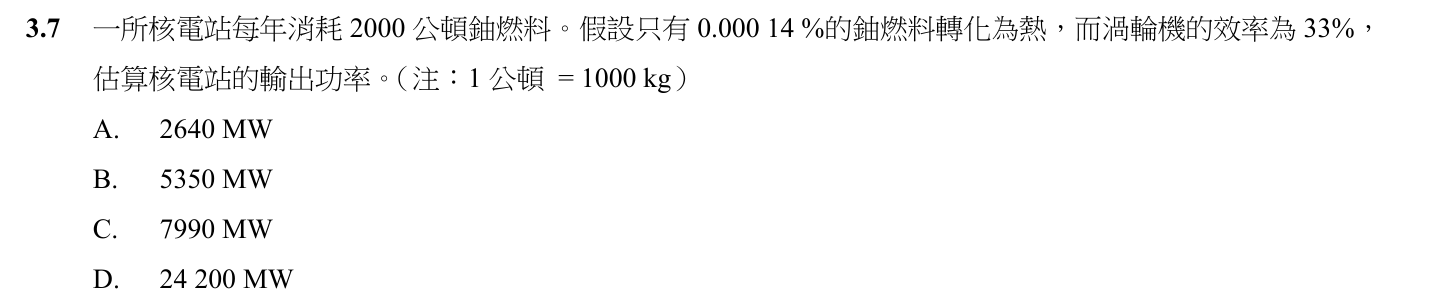 3.7 一所核電站每年消耗 2000 公頓鈾燃料。假設只有 0.000 14 %的鈾燃料轉化為熱，而渦輪機的效率為 33%，
估算核電站的輸出功率。（注：1 公頓 = 1000 kg）
A. 2640 MW
B. 5350 MW
C. 7990 MW
D. 24 200 MW